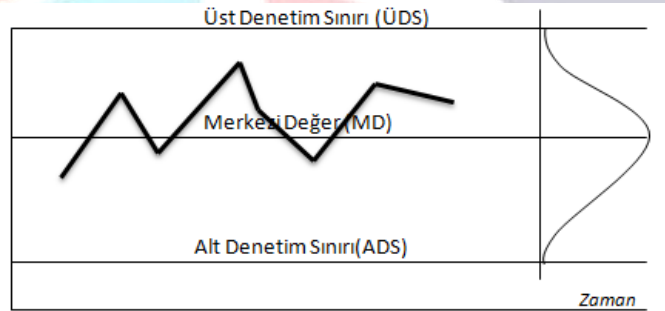 Üst Denetim Sınırı (ÜDS)
Merkezi Değer (MD)
Alt Denetim Sınırı(ADS)
Zaman